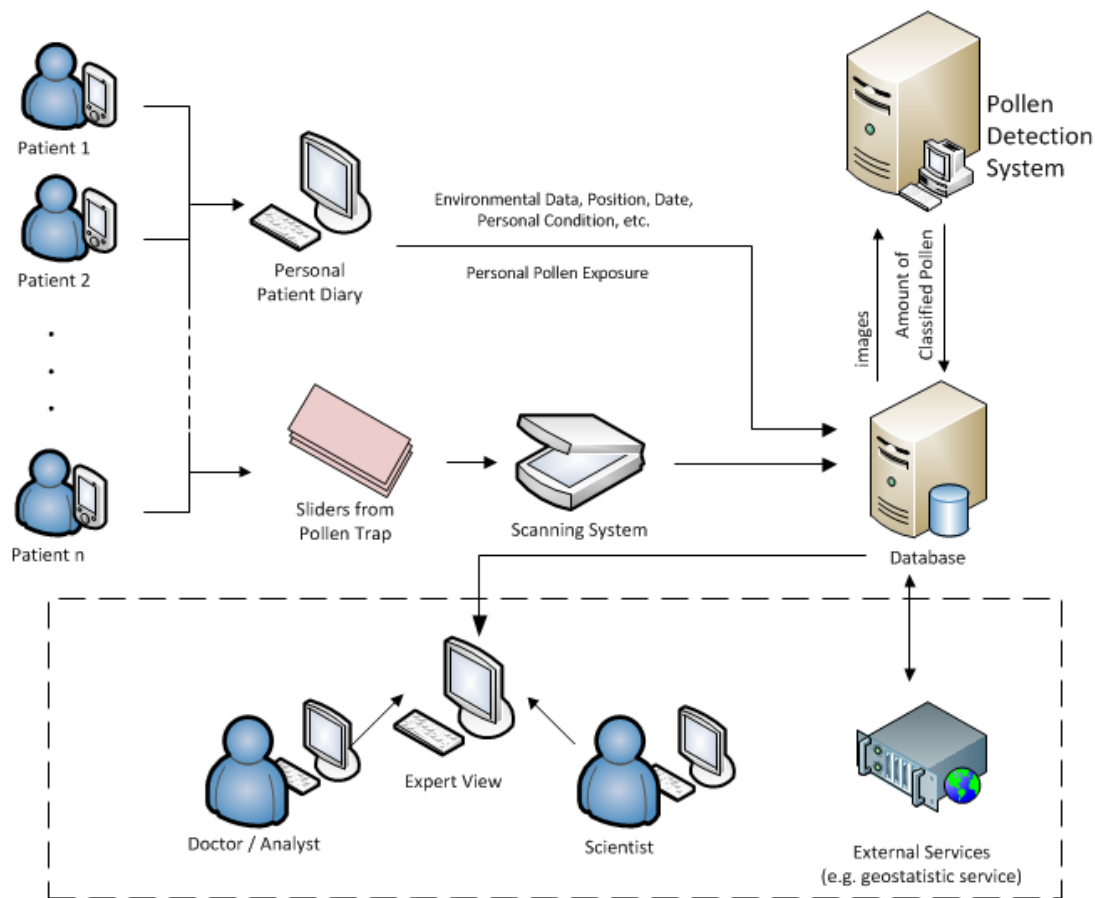 Patient 1
Patient 2
Patient n
Personal
Patient Diary
Environmental Data, Position, Date,
Personal Condition, etc.
Personal Pollen Exposure
Pollen
Detection
System
images
Amount of
Classified Pollen
Sliders from
Pollen Trap
Scanning System
Database
Expert View
Doctor / Analyst
Scientist
External Services
(e.g. geostatistic service)